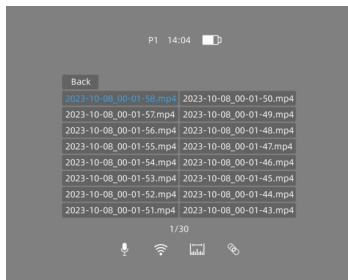 P1 14:04
Back
2023-10-08_00-01-58.mp4 2023-10-08_00-01-50.mp4
2023-10-08_00-01-57.mp4 2023-10-08_00-01-49.mp4
2023-10-08_00-01-56.mp4 2023-10-08_00-01-48.mp4
2023-10-08_00-01-55.mp4 2023-10-08_00-01-47.mp4
2023-10-08_00-01-54.mp4 2023-10-08_00-01-46.mp4
2023-10-08_00-01-53.mp4 2023-10-08_00-01-45.mp4
2023-10-08_00-01-52.mp4 2023-10-08_00-01-44.mp4
2023-10-08_00-01-51.mp4 2023-10-08_00-01-43.mp4
1/30